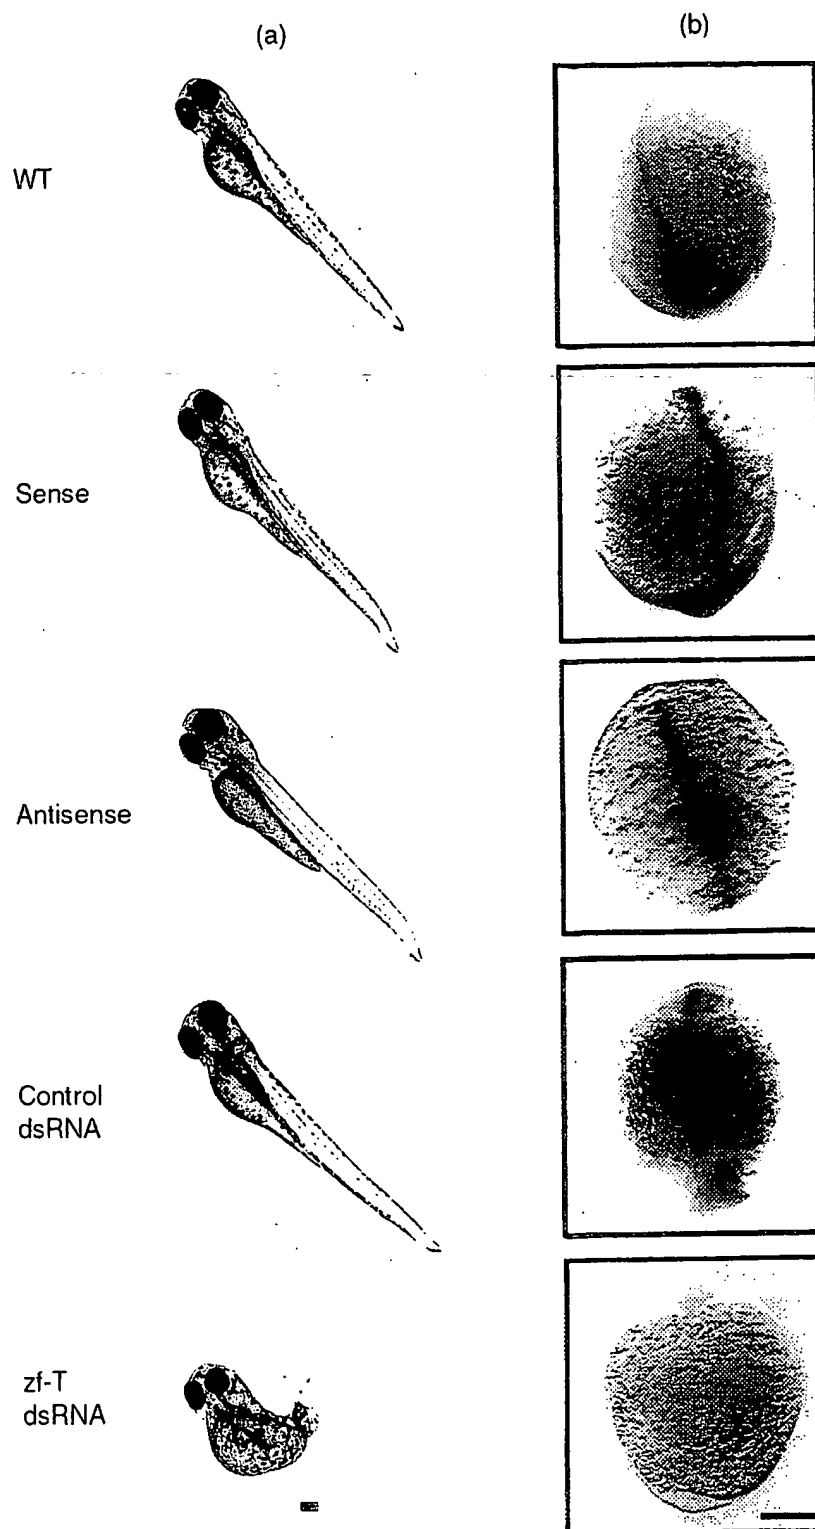 (a)
(b)
WT
Sense
Antisense
Control
dsRNA
zf-T
dsRNA